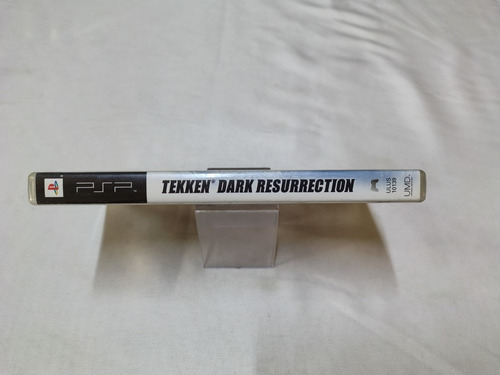 PSP
TEKKEN® DARK RESURRECTION
ULUS
10139
UMD